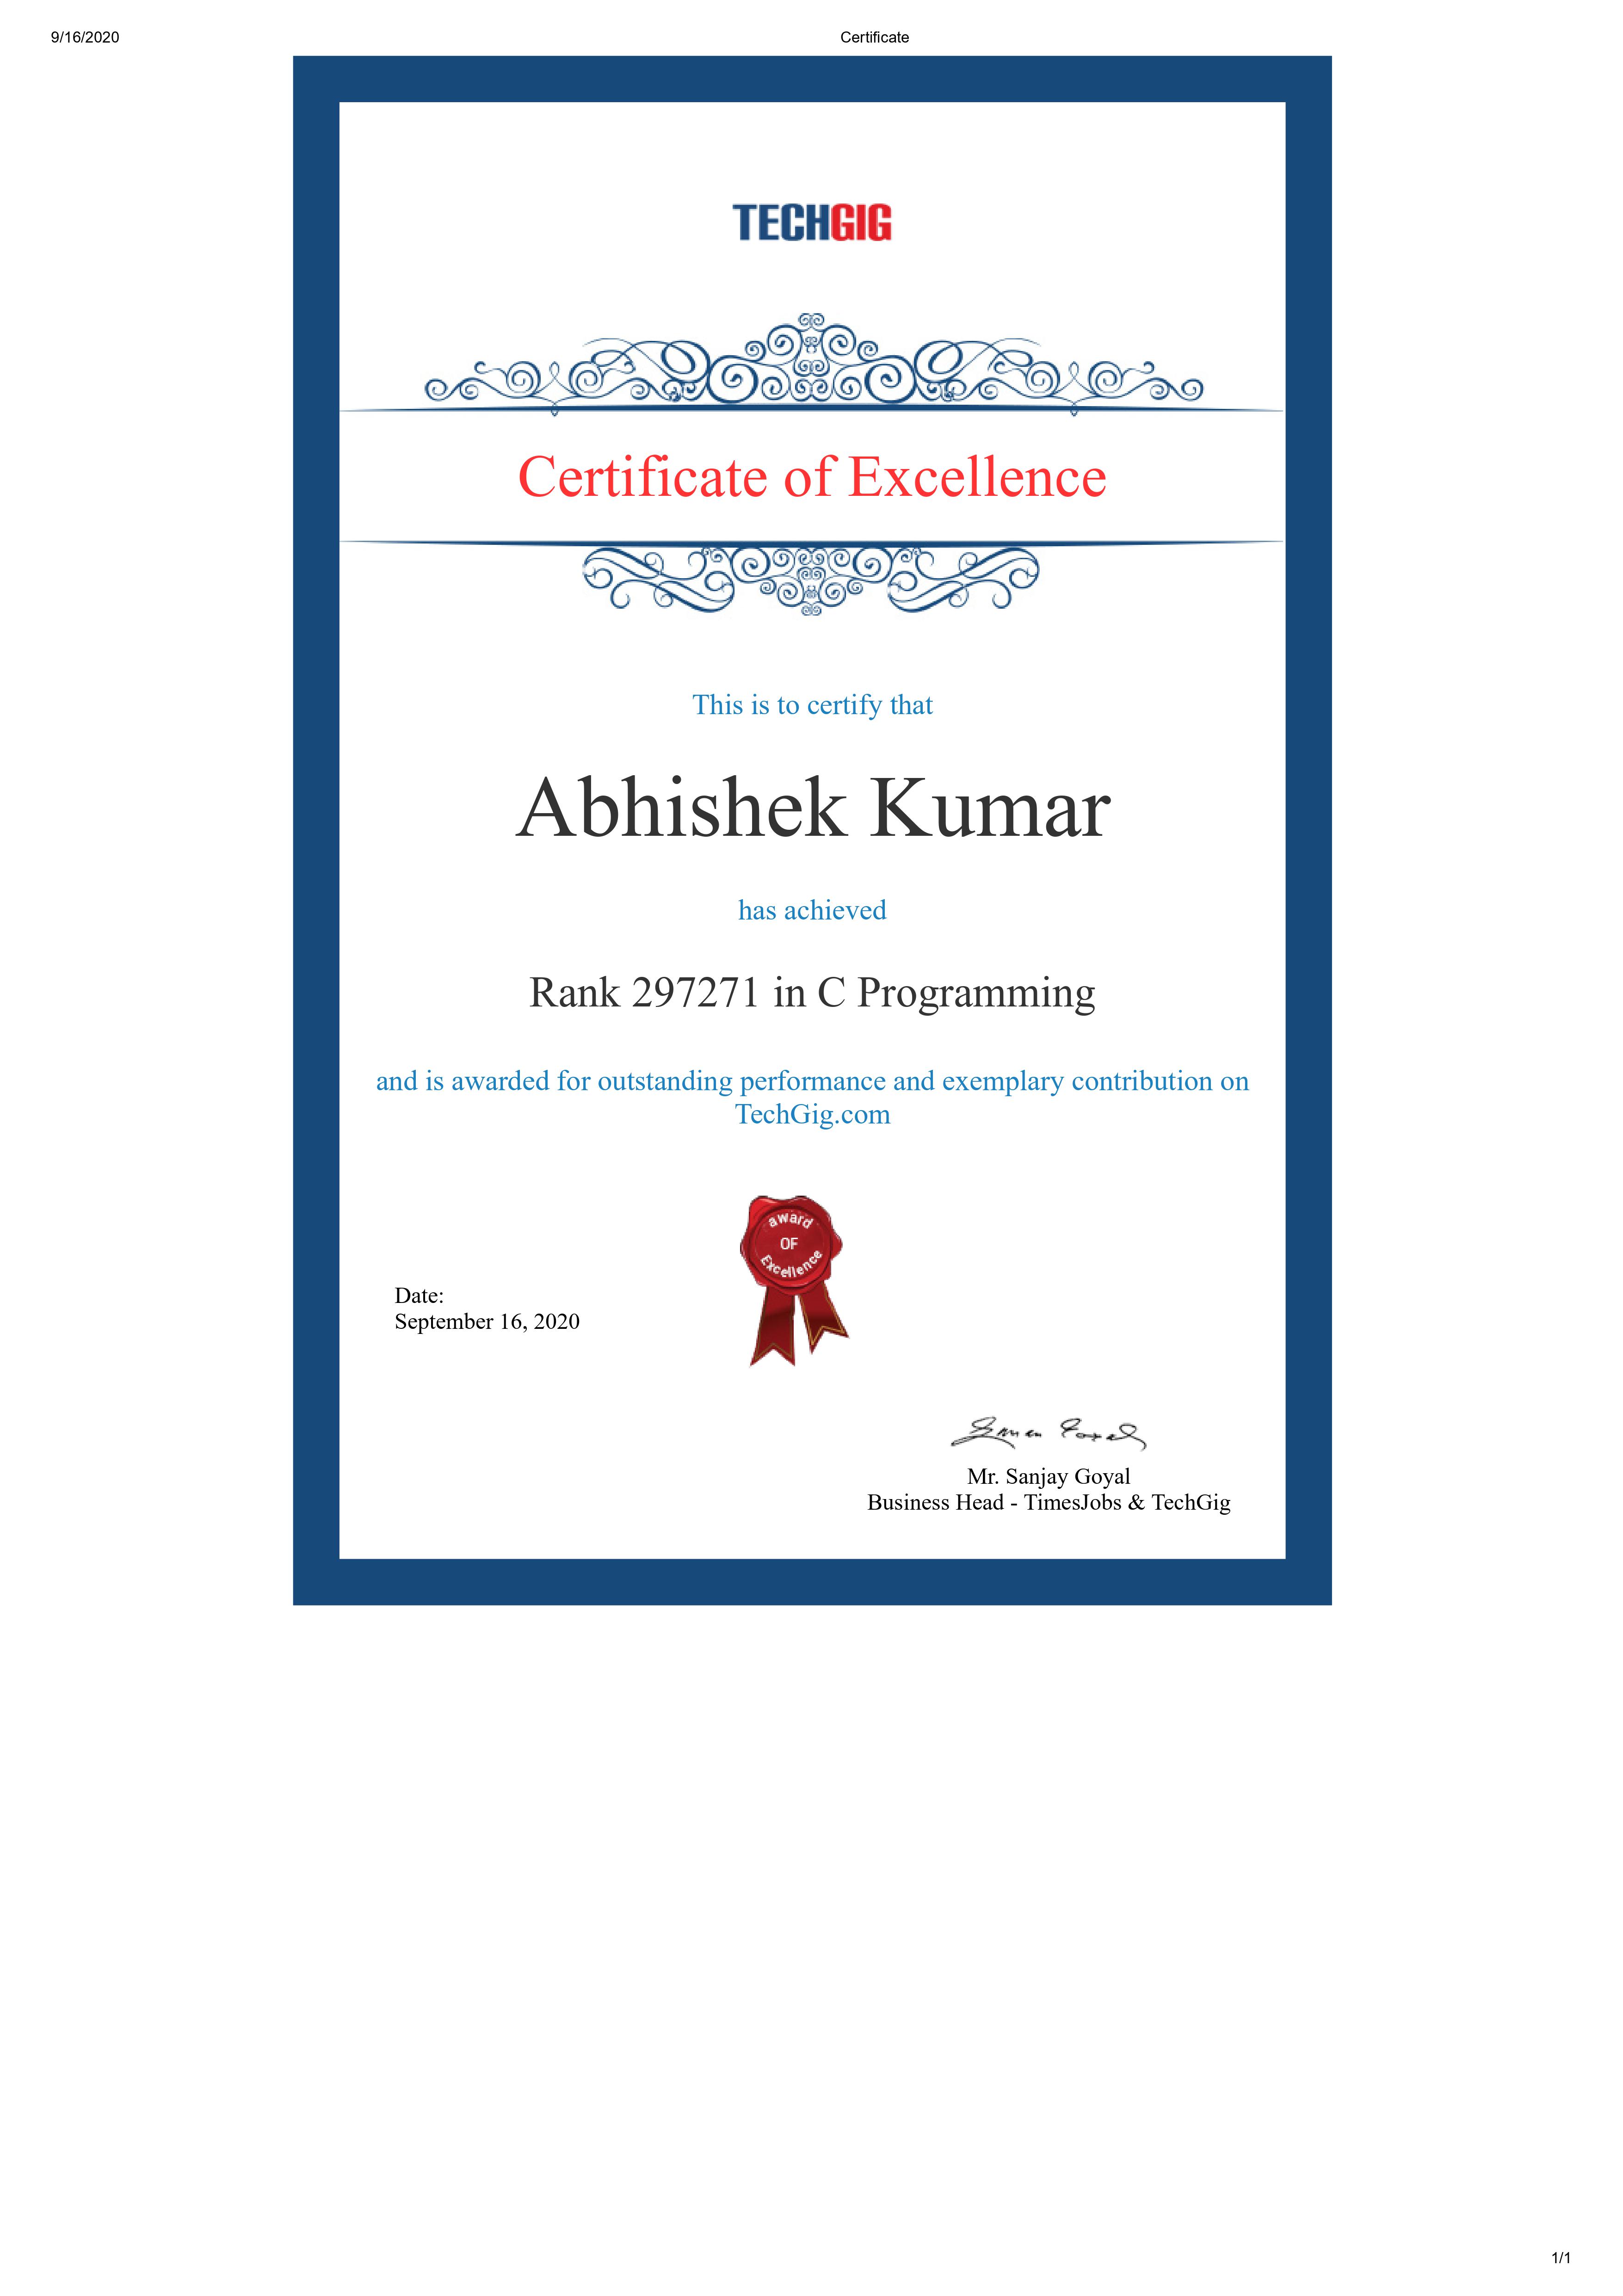 9/16/2020 Certificate
TECHGIG
Certificate of Excellence
This is to certify that
Abhishek Kumar
has achieved
Rank 297271 in C Programming
and is awarded for outstanding performance and exemplary contribution on
TechGig.com
award
OF
Excellence
Date:
September 16, 2020
Mr. Sanjay Goyal
Business Head - TimesJobs & TechGig
1/1